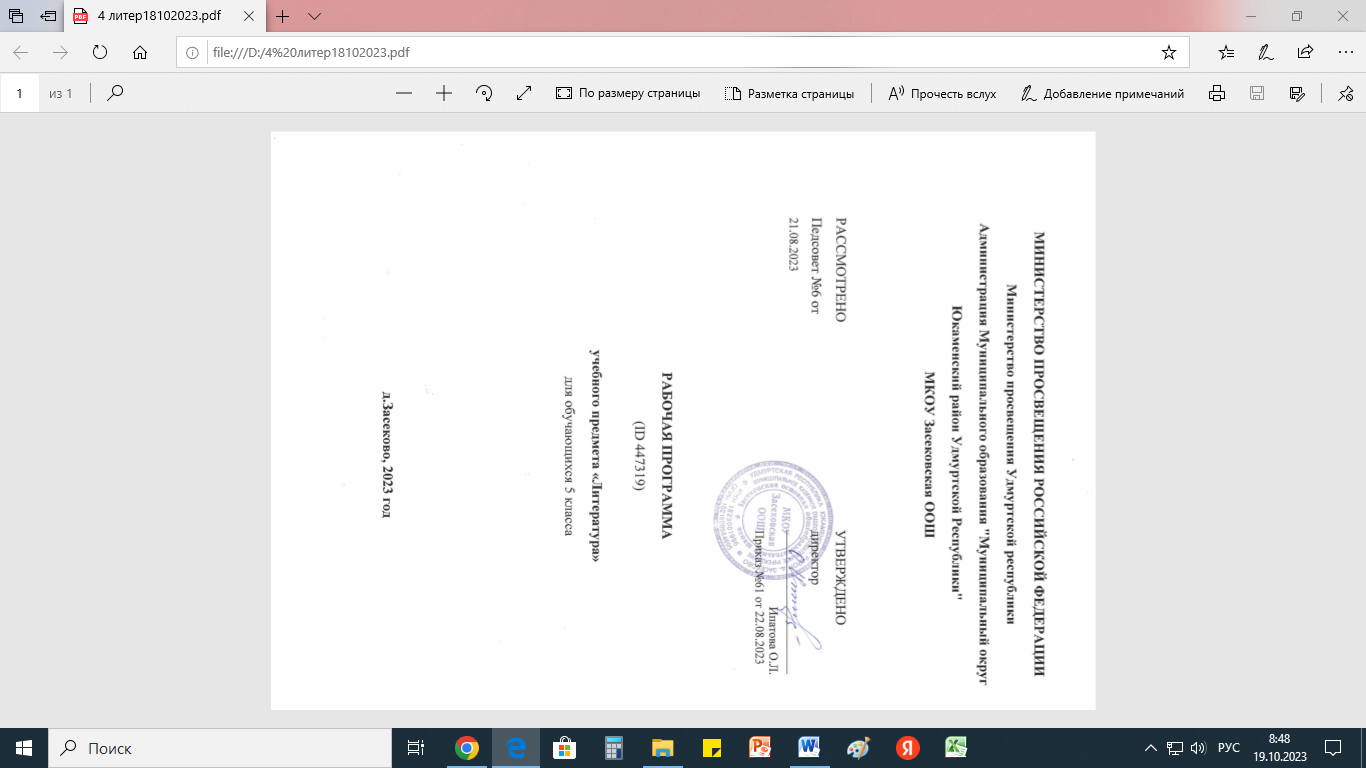 4 литер18102023.pdf
file:///D:/4%20литер18102023.pdf
1 из 1
По размеру страницы
Разметка страницы
Прочесть вслух
Добавление примечаний
МИНИСТЕРСТВО ПРОСВЕЩЕНИЯ РОССИЙСКОЙ ФЕДЕРАЦИИ
Министерство просвещения Удмуртской республики
Администрация Муниципального образования "Муниципальный округ
Юкаменский район Удмуртской Республики"
МКОУ Засековская ООШ
РАССМОТРЕНО
Педсовет №6 от
21.08.2023
УТВЕРЖДЕНО
директор
Ипатова О.Л.
Приказ №61 от 22.08.2023
МКОУ
Засековская
ООШ
РАБОЧАЯ ПРОГРАММА
(ID 447319)
учебного предмета «Литература»
для обучающихся 5 класса
д.Засеково, 2023 год
Поиск
РУС
8:48
19.10.2023